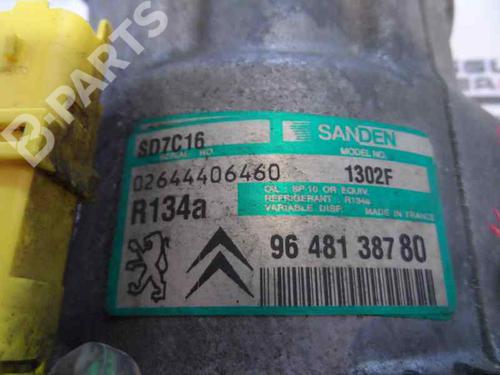 B-PARTS
SD7C16
SANDEN
SERIAL NO.
MODEL NO.
02644406460
1302F
R134a
OIL : SP-10 OR EQUIV.
REFRIGERANT : R134a
VARIABLE DISP. MADE IN FRANCE
96 481 387 80